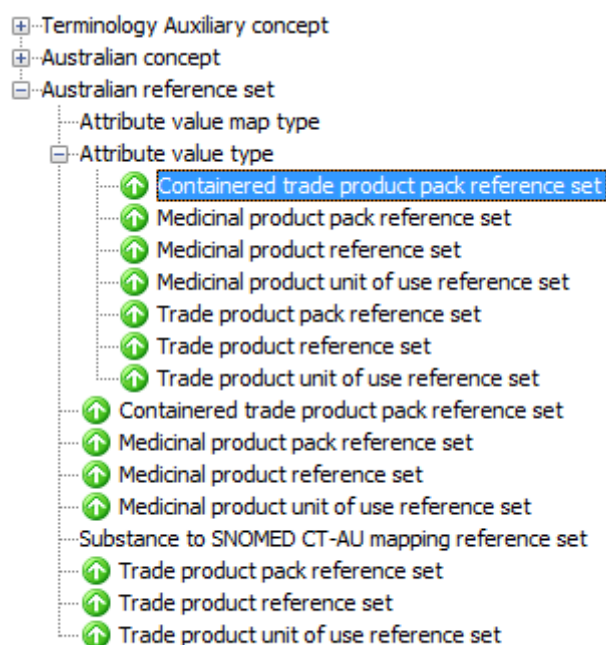 Terminology Auxiliary concept
Australian concept
Australian reference set
Attribute value map type
Attribute value type
Containered trade product pack reference set
Medicinal product pack reference set
Medicinal product reference set
Medicinal product unit of use reference set
Trade product pack reference set
Trade product reference set
Trade product unit of use reference set
Containered trade product pack reference set
Medicinal product pack reference set
Medicinal product reference set
Medicinal product unit of use reference set
Substance to SNOMED CT-AU mapping reference set
Trade product pack reference set
Trade product reference set
Trade product unit of use reference set